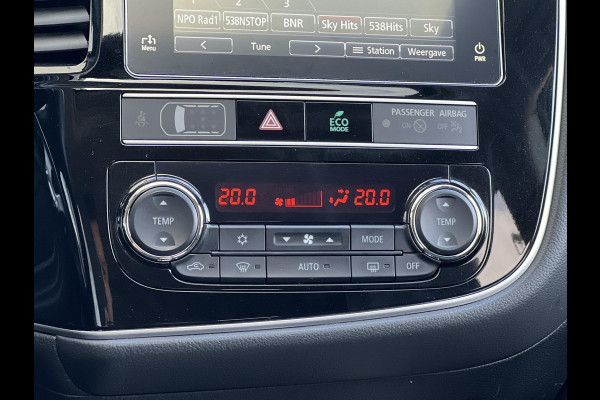 1 2 3 4
NPO Rad1 538NSTOP BNR Sky Hits 538Hits Sky
Menu < Tune > Station Weergave PWR
ECO MODE PASSENGER AIRBAG
ON OFF
20.0 20.0
TEMP TEMP
MODE
AUTO OFF